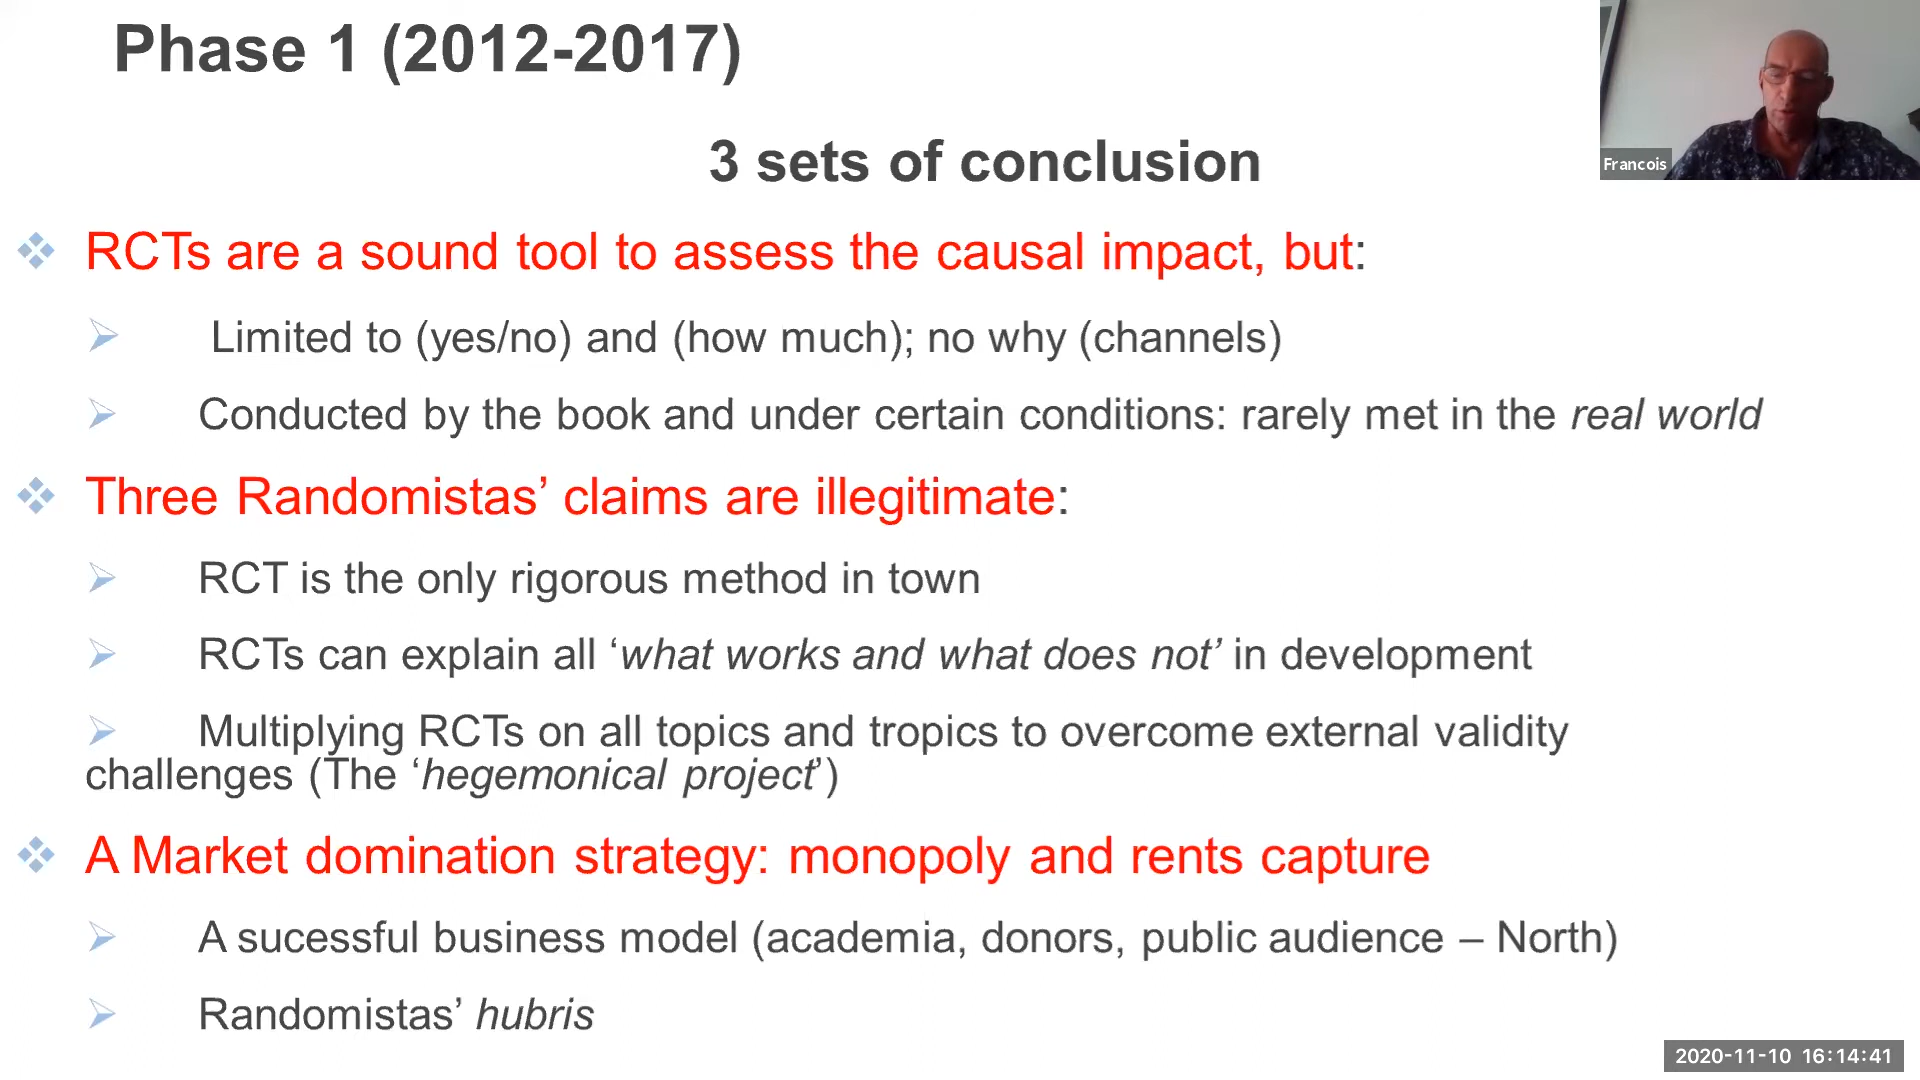 Phase 1 (2012-2017)
Francois
3 sets of conclusion
RCTs are a sound tool to assess the causal impact, but:
Limited to (yes/no) and (how much); no why (channels)
Conducted by the book and under certain conditions: rarely met in the real world
Three Randomistas’ claims are illegitimate:
RCT is the only rigorous method in town
RCTs can explain all ‘what works and what does not’ in development
Multiplying RCTs on all topics and tropics to overcome external validity
challenges (The ‘hegemonical project’)
A Market domination strategy: monopoly and rents capture
A sucessful business model (academia, donors, public audience – North)
Randomistas’ hubris
2020-11-10 16:14:41